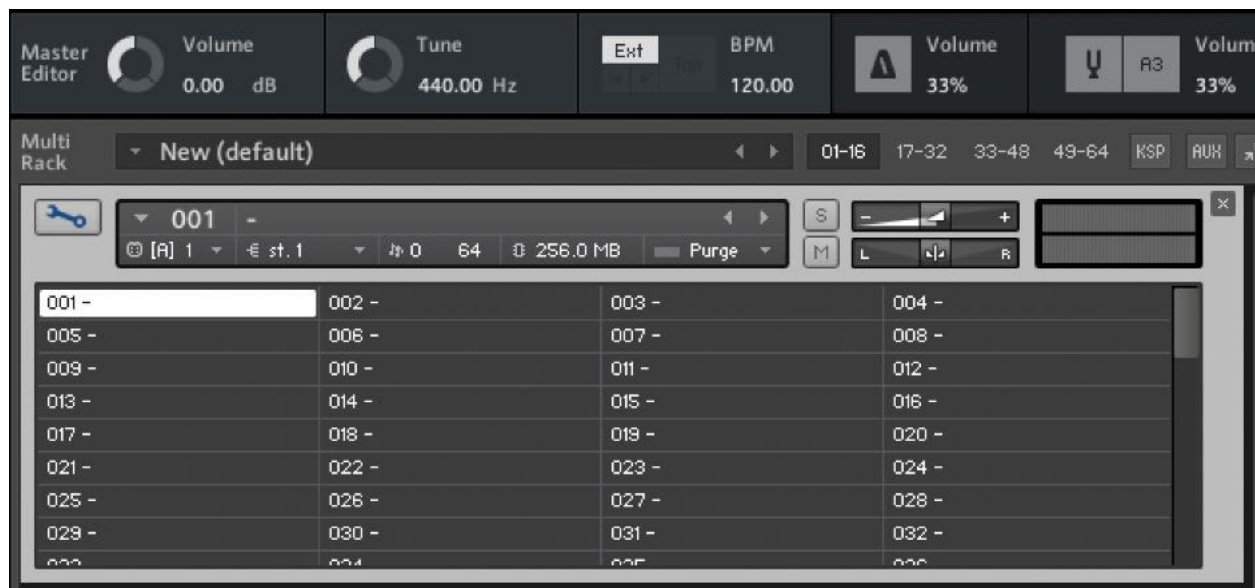 Master Editor
Volume
0.00 dB
Tune
440.00 Hz
Ext
BPM
120.00
Volume
33%
A3
Volum
33%
Multi Rack
New (default)
01-16 17-32 33-48 49-64 KSP AUX
001 -
S
- +
[A] 1 st. 1 0 64 256.0 MB Purge
M
L R
001 - 002 - 003 - 004 -
005 - 006 - 007 - 008 -
009 - 010 - 011 - 012 -
013 - 014 - 015 - 016 -
017 - 018 - 019 - 020 -
021 - 022 - 023 - 024 -
025 - 026 - 027 - 028 -
029 - 030 - 031 - 032 -